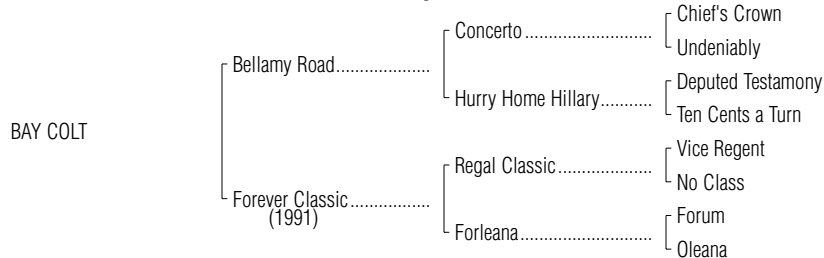 Chief's Crown
Concerto
Undeniably
Bellamy Road
Deputed Testamony
Hurry Home Hillary
Ten Cents a Turn
BAY COLT
Vice Regent
Regal Classic
No Class
Forever Classic
(1991)
Forum
Forleana
Oleana